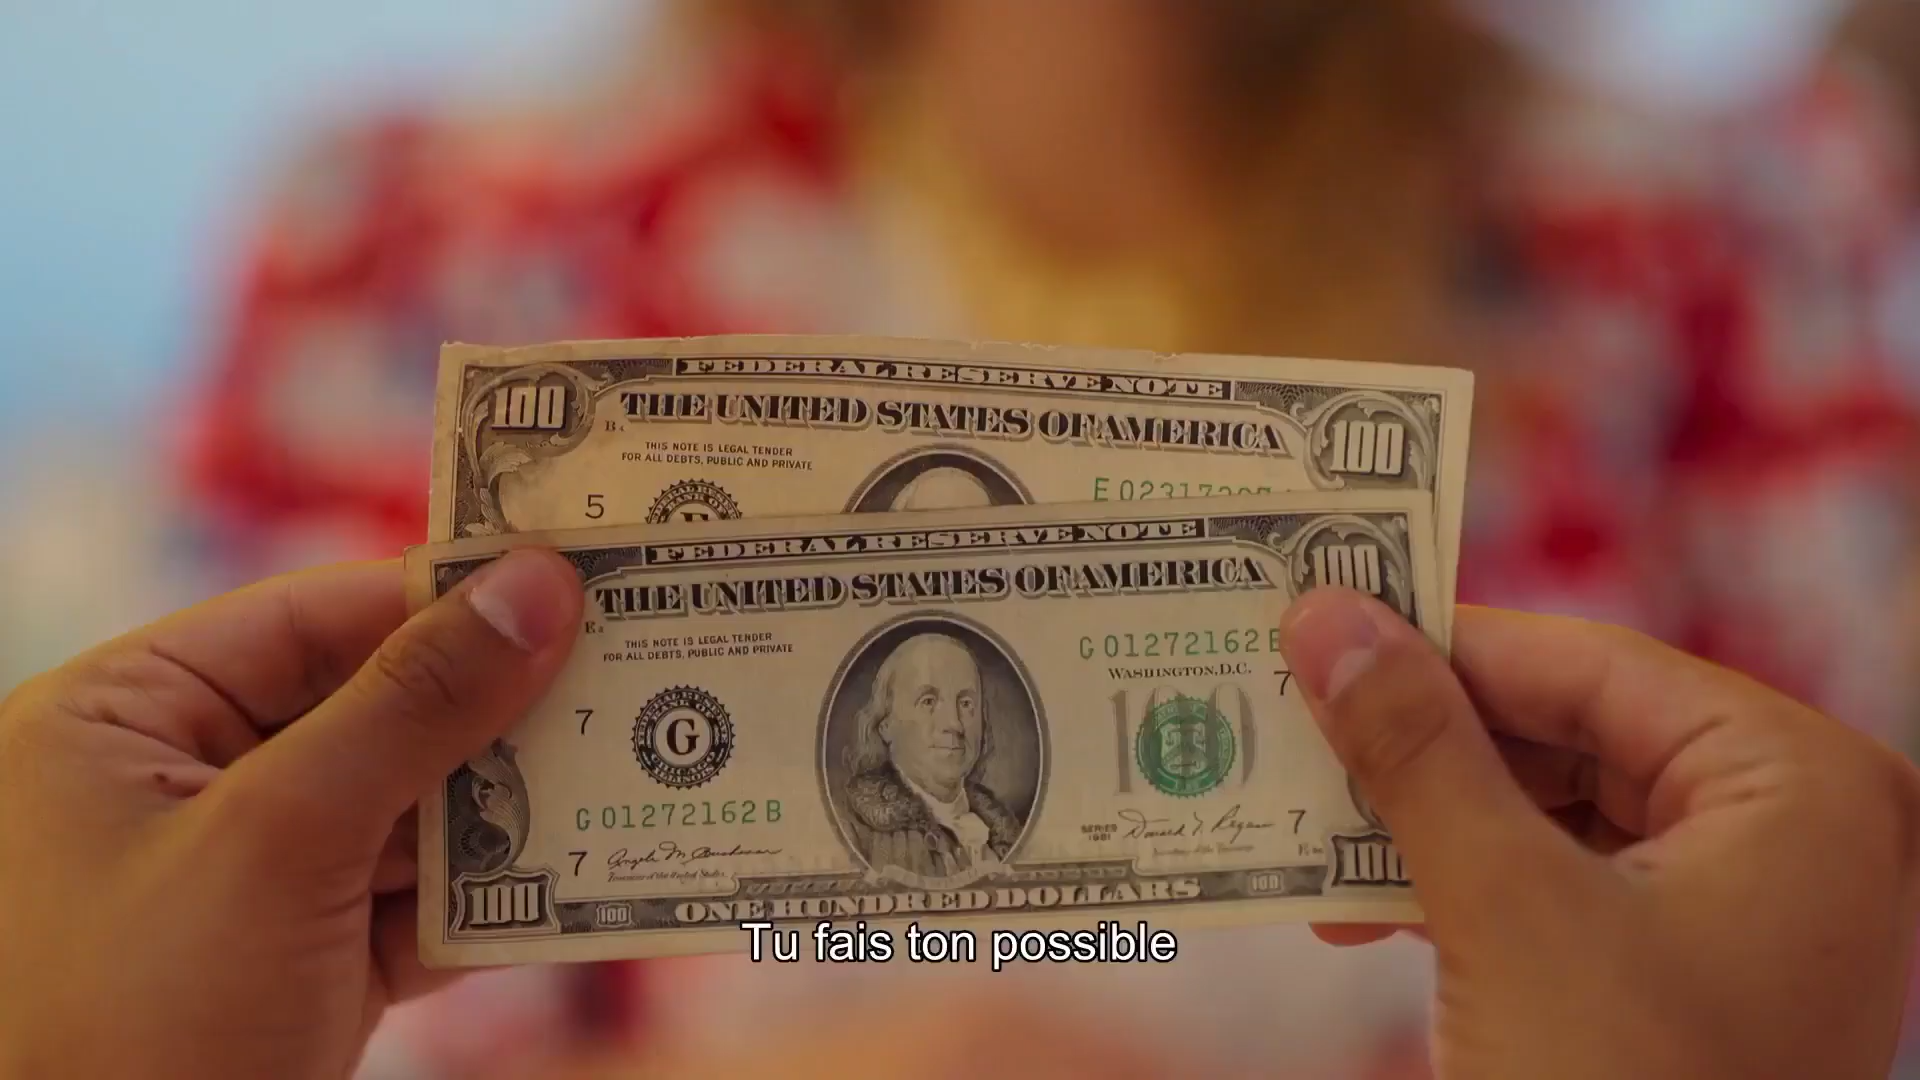 FEDERAL RESERVE NOTE
100
THE UNITED STATES OF AMERICA
100
THIS NOTE IS LEGAL TENDER
FOR ALL DEBTS, PUBLIC AND PRIVATE
5
FEDERAL RESERVE NOTE
100
THE UNITED STATES OF AMERICA
THIS NOTE IS LEGAL TENDER
FOR ALL DEBTS, PUBLIC AND PRIVATE
G 01272162
WASHINGTON, D.C.
7
7
G
CHICAGO
ILLINOIS
G 01272162 B
SERIES
1981
7
7
100
100
ONE HUNDRED DOLLARS
100
100
Tu fais ton possible